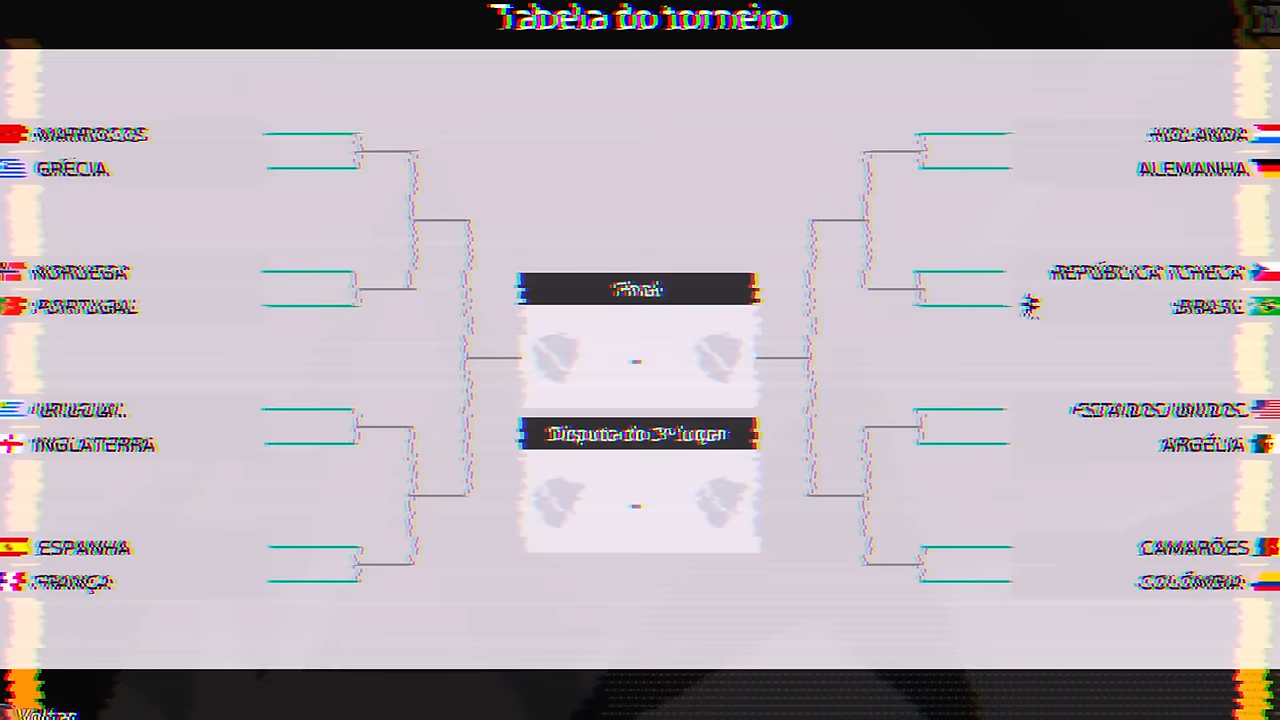 Tabela do torneio
MARROCOS
GRÉCIA
NORUEGA
PORTUGAL
URUGUAI
INGLATERRA
ESPANHA
FRANÇA
Final
-
Disputa do 3º lugar
-
HOLANDA
ALEMANHA
REPÚBLICA TCHECA
BRASIL
ESTADOS UNIDOS
ARGÉLIA
CAMARÕES
COLÔMBIA